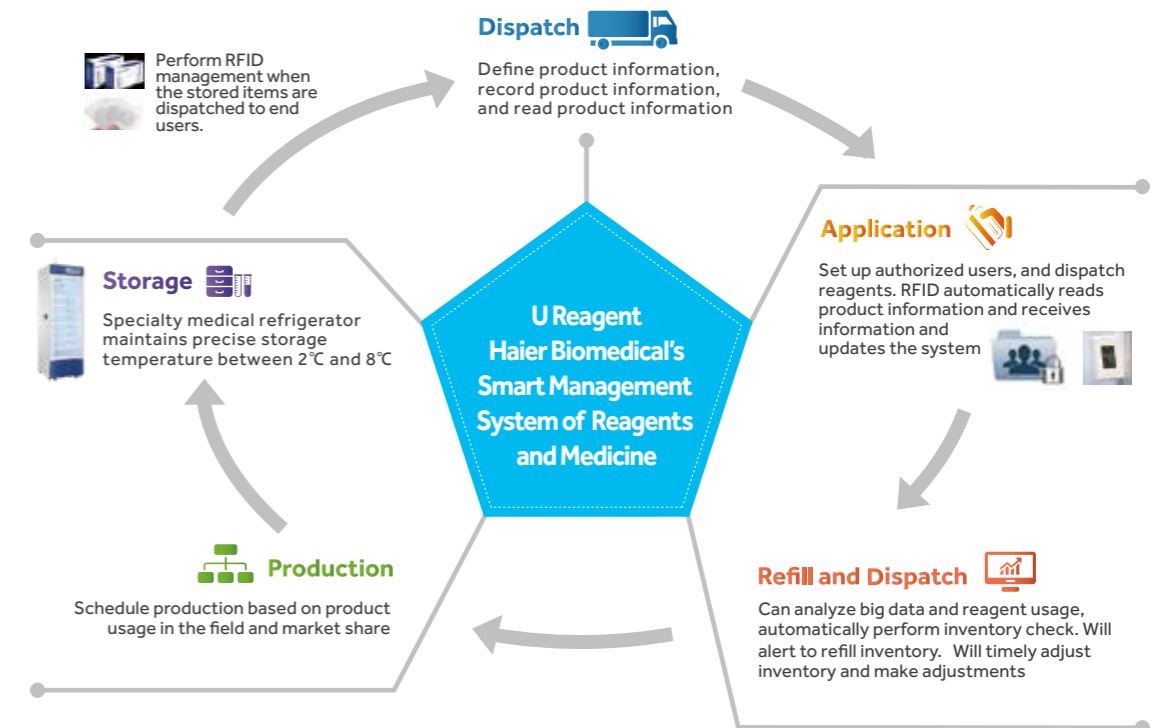 Dispatch
Define product information,
record product information,
and read product information
Perform RFID
management when
the stored items are
dispatched to end
users.
Application
Set up authorized users, and dispatch
reagents. RFID automatically reads
product information and receives
information and
updates the system
Storage
Specialty medical refrigerator
maintains precise storage
temperature between 2℃ and 8℃
U Reagent
Haier Biomedical's
Smart Management
System of Reagents
and Medicine
Refill and Dispatch
Can analyze big data and reagent usage,
automatically perform inventory check. Will
alert to refill inventory. Will timely adjust
inventory and make adjustments
Production
Schedule production based on product
usage in the field and market share